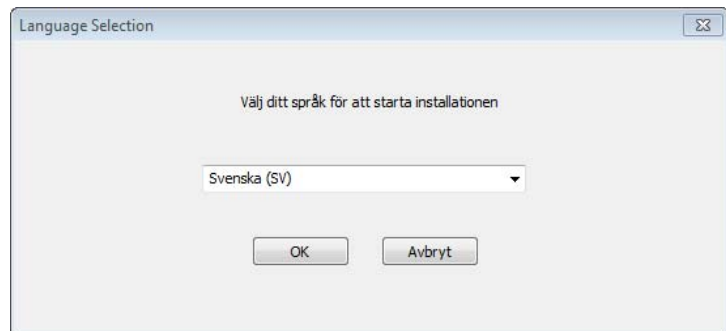 Language Selection
Välj ditt språk för att starta installationen
Svenska (SV)
OK
Avbryt